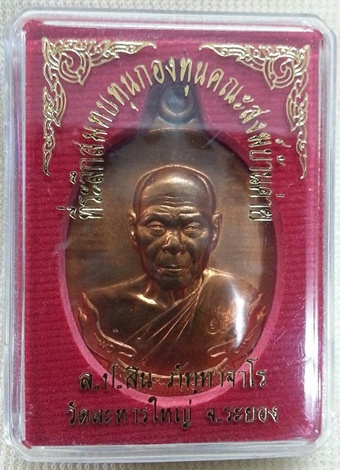 ที่ระลึกสมทบทุนกองทุนคณะสงฆ์บ้านค่าย
ล.ป.สิน ภัททาจาโร
วัดละหารใหญ่ จ.ระยอง